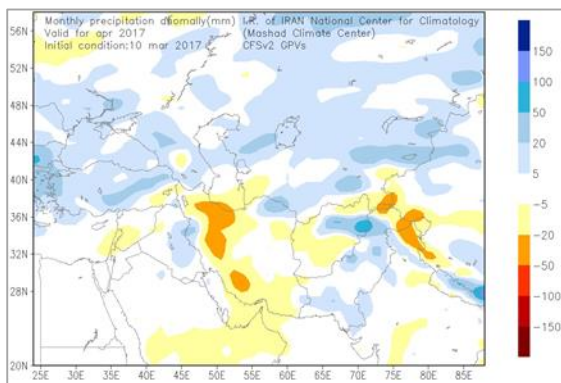 Monthly precipitation anomaly(mm) I.R. of IRAN National Center for Climatology
Valid for apr 2017 (Mashad Climate Center)
Initial condition:10 mar 2017 CFSv2 GPVs
56N
52N
48N
44N
40N
36N
32N
28N
24N
20N
25E 30E 35E 40E 45E 50E 55E 60E 65E 70E 75E 80E 85E
150
100
50
20
5
-5
-20
-50
-100
-150